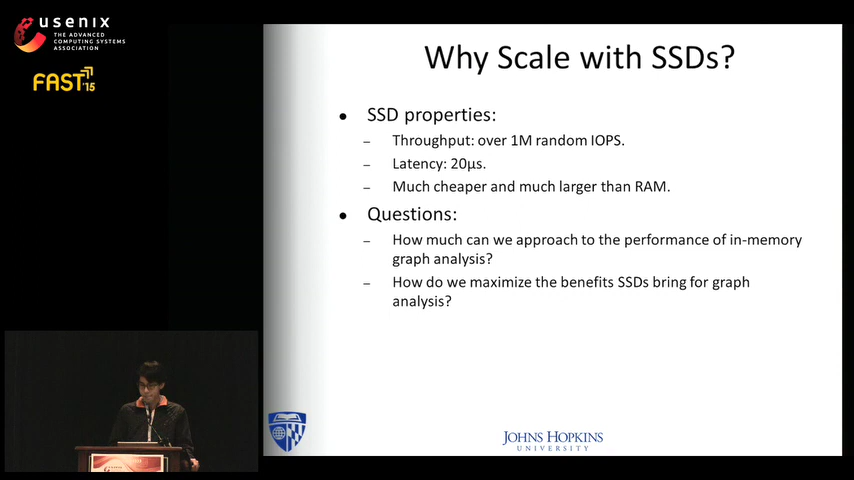 usenix
THE ADVANCED
COMPUTING SYSTEMS
ASSOCIATION
FAST'15
Why Scale with SSDs?
● SSD properties:
– Throughput: over 1M random IOPS.
– Latency: 20µs.
– Much cheaper and much larger than RAM.
● Questions:
– How much can we approach to the performance of in-memory
graph analysis?
– How do we maximize the benefits SSDs bring for graph
analysis?
JOHNS HOPKINS
UNIVERSITY